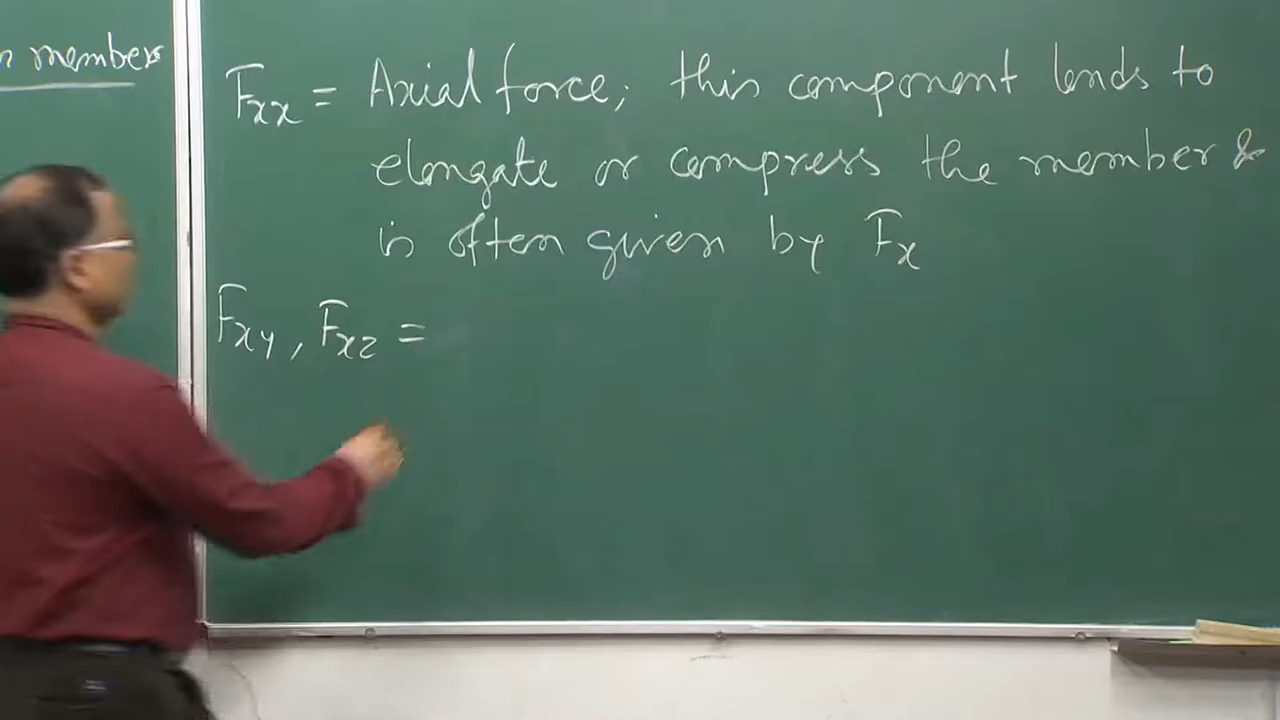 n member
Fxx = Axial force; this component tends to
elongate or compress the member &
is often given by Fx
Fxy, Fxz =